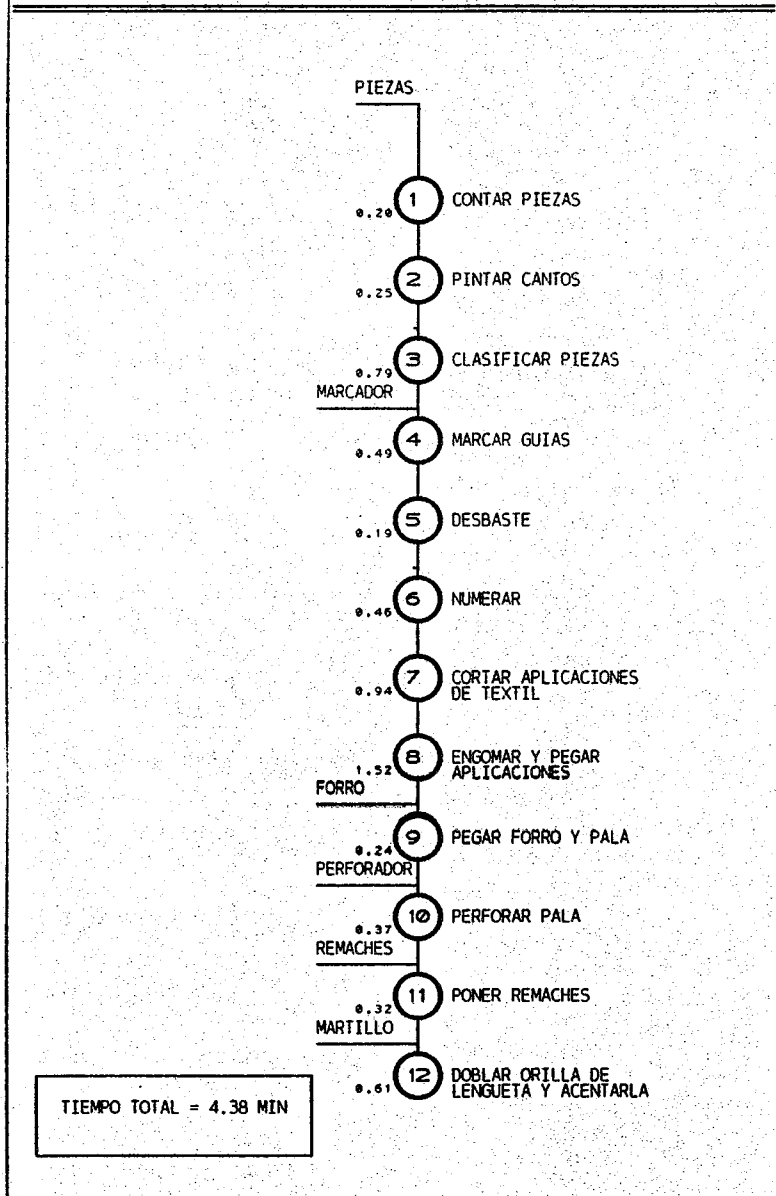 PIEZAS
1 CONTAR PIEZAS
0.20
2 PINTAR CANTOS
0.25
3 CLASIFICAR PIEZAS
0.79
MARCADOR
4 MARCAR GUIAS
0.49
5 DESBASTE
0.19
6 NUMERAR
0.46
7 CORTAR APLICACIONES
DE TEXTIL
0.94
8 ENGOMAR Y PEGAR
APLICACIONES
1.52
FORRO
9 PEGAR FORRO Y PALA
0.24
PERFORADOR
10 PERFORAR PALA
0.37
REMACHES
11 PONER REMACHES
0.32
MARTILLO
12 DOBLAR ORILLA DE
LENGUETA Y ACENTARLA
0.61
TIEMPO TOTAL = 4.38 MIN